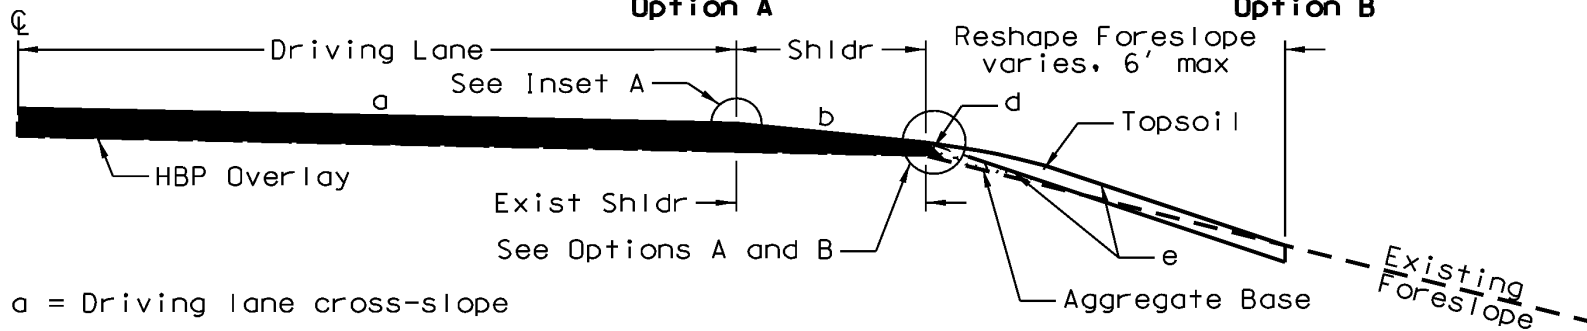 Option A
Option B
℄
Driving Lane
Shldr
Reshape Foreslope
varies, 6' max
See Inset A
a
b
d
Topsoil
HBP Overlay
Exist Shldr
See Options A and B
e
Existing
Foreslope
a = Driving lane cross-slope
Aggregate Base